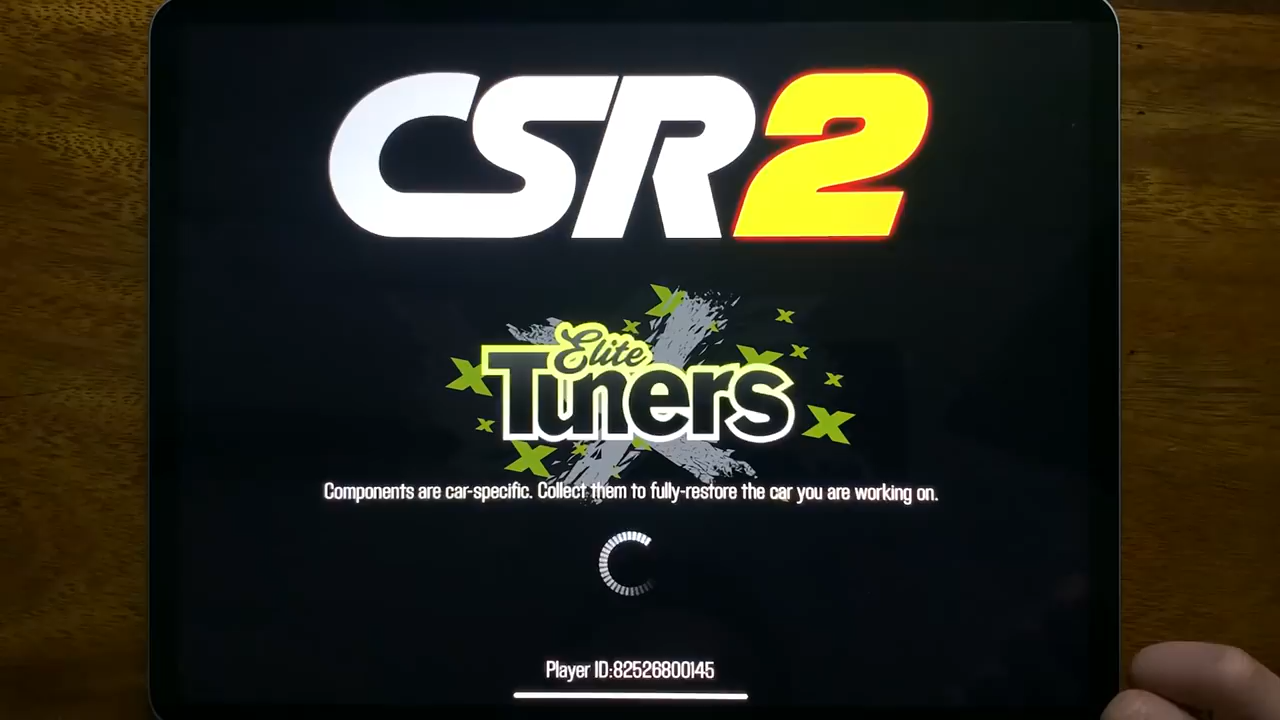 CSR2
Elite
Tuners
Components are car-specific. Collect them to fully-restore the car you are working on.
Player ID:82526800145